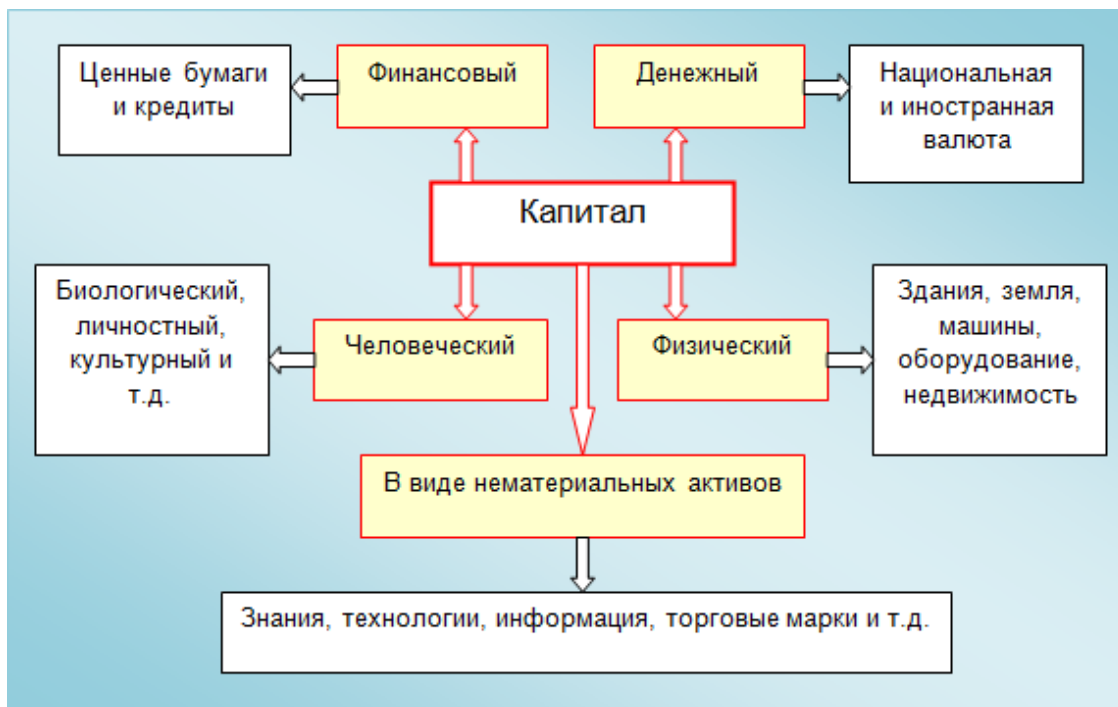 Ценные бумаги
и кредиты
Финансовый
Денежный
Национальная
и иностранная
валюта
Капитал
Биологический,
личностный,
культурный и
т.д.
Человеческий
Физический
Здания, земля,
машины,
оборудование,
недвижимость
В виде нематериальных активов
Знания, технологии, информация, торговые марки и т.д.